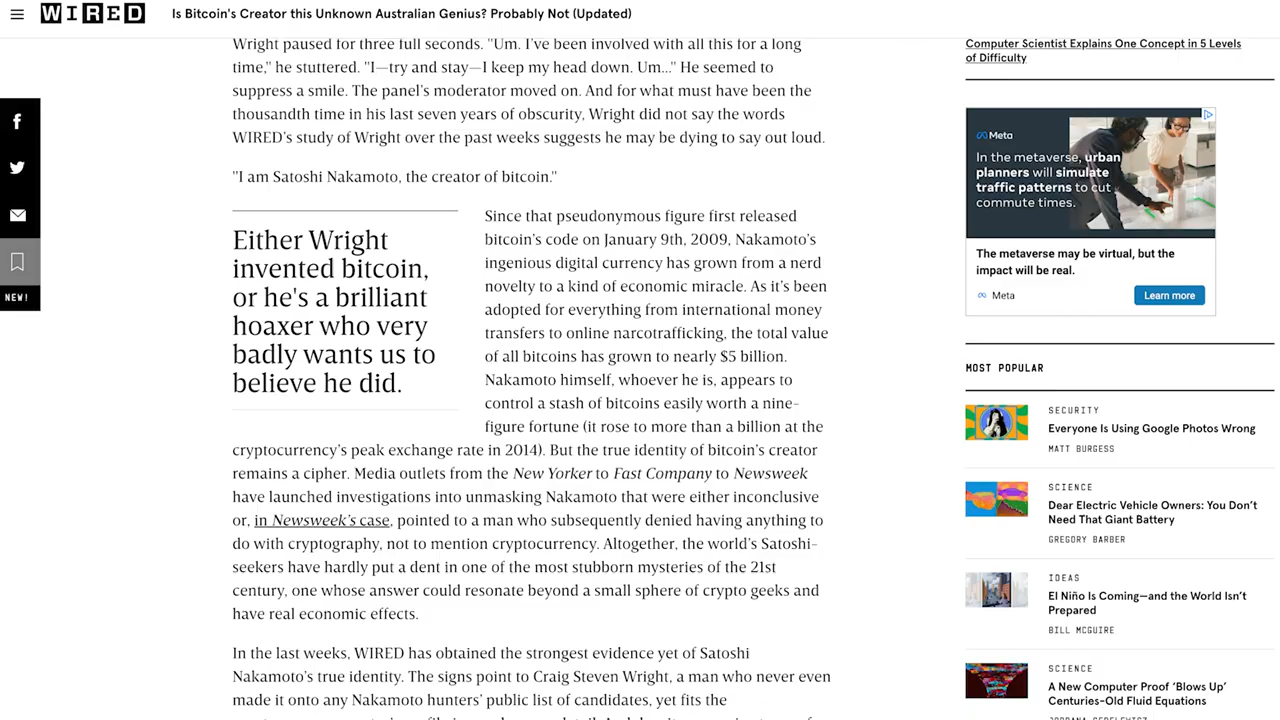 WIRED
Is Bitcoin's Creator this Unknown Australian Genius? Probably Not (Updated)
NEW!
Wright paused for three full seconds. "Um. I've been involved with all this for a long
time," he stuttered. "I—try and stay—I keep my head down. Um..." He seemed to
suppress a smile. The panel's moderator moved on. And for what must have been the
thousandth time in his last seven years of obscurity, Wright did not say the words
WIRED's study of Wright over the past weeks suggests he may be dying to say out loud.
"I am Satoshi Nakamoto, the creator of bitcoin."
Either Wright
invented bitcoin,
or he's a brilliant
hoaxer who very
badly wants us to
believe he did.
Since that pseudonymous figure first released
bitcoin's code on January 9th, 2009, Nakamoto's
ingenious digital currency has grown from a nerd
novelty to a kind of economic miracle. As it's been
adopted for everything from international money
transfers to online narcotrafficking, the total value
of all bitcoins has grown to nearly $5 billion.
Nakamoto himself, whoever he is, appears to
control a stash of bitcoins easily worth a nine-
figure fortune (it rose to more than a billion at the
cryptocurrency's peak exchange rate in 2014). But the true identity of bitcoin's creator
remains a cipher. Media outlets from the New Yorker to Fast Company to Newsweek
have launched investigations into unmasking Nakamoto that were either inconclusive
or, in Newsweek's case, pointed to a man who subsequently denied having anything to
do with cryptography, not to mention cryptocurrency. Altogether, the world's Satoshi-
seekers have hardly put a dent in one of the most stubborn mysteries of the 21st
century, one whose answer could resonate beyond a small sphere of crypto geeks and
have real economic effects.
In the last weeks, WIRED has obtained the strongest evidence yet of Satoshi
Nakamoto's true identity. The signs point to Craig Steven Wright, a man who never even
made it onto any Nakamoto hunters' public list of candidates, yet fits the
Computer Scientist Explains One Concept in 5 Levels
of Difficulty
Meta
In the metaverse, urban
planners will simulate
traffic patterns to cut
commute times.
The metaverse may be virtual, but the
impact will be real.
Meta
Learn more
MOST POPULAR
SECURITY
Everyone Is Using Google Photos Wrong
MATT BURGESS
SCIENCE
Dear Electric Vehicle Owners: You Don't
Need That Giant Battery
GREGORY BARBER
IDEAS
El Niño Is Coming—and the World Isn't
Prepared
BILL MCGUIRE
SCIENCE
A New Computer Proof 'Blows Up'
Centuries-Old Fluid Equations